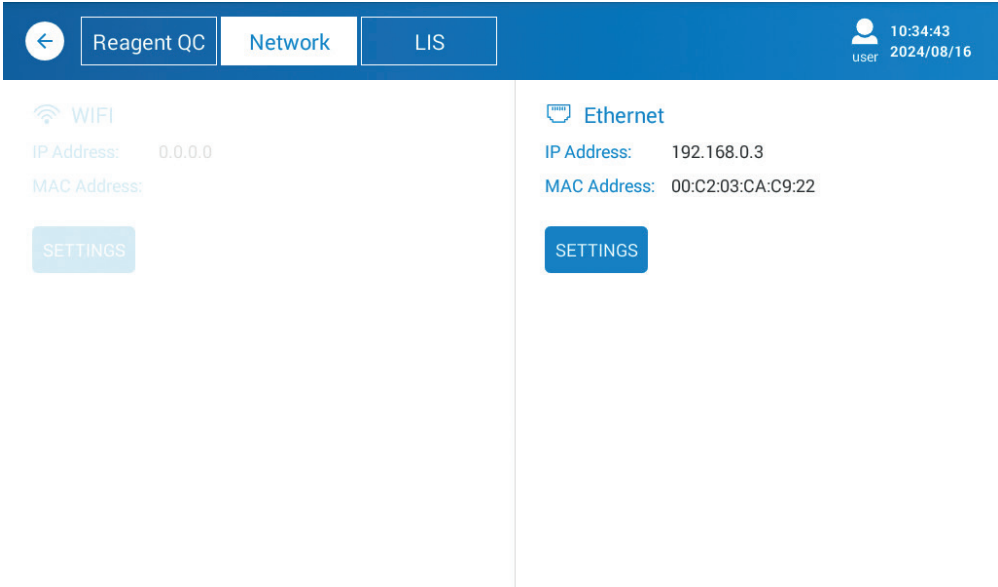 Reagent QC Network LIS
10:34:43
user 2024/08/16
WIFI
IP Address: 0.0.0.0
MAC Address:
SETTINGS
Ethernet
IP Address: 192.168.0.3
MAC Address: 00:C2:03:CA:C9:22
SETTINGS